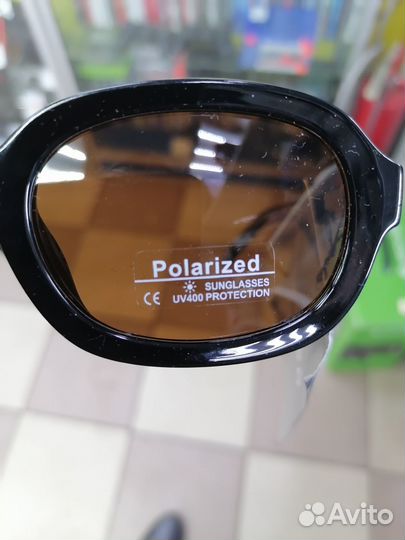 Polarized
SUNGLASSES
CE UV400 PROTECTION
Avito